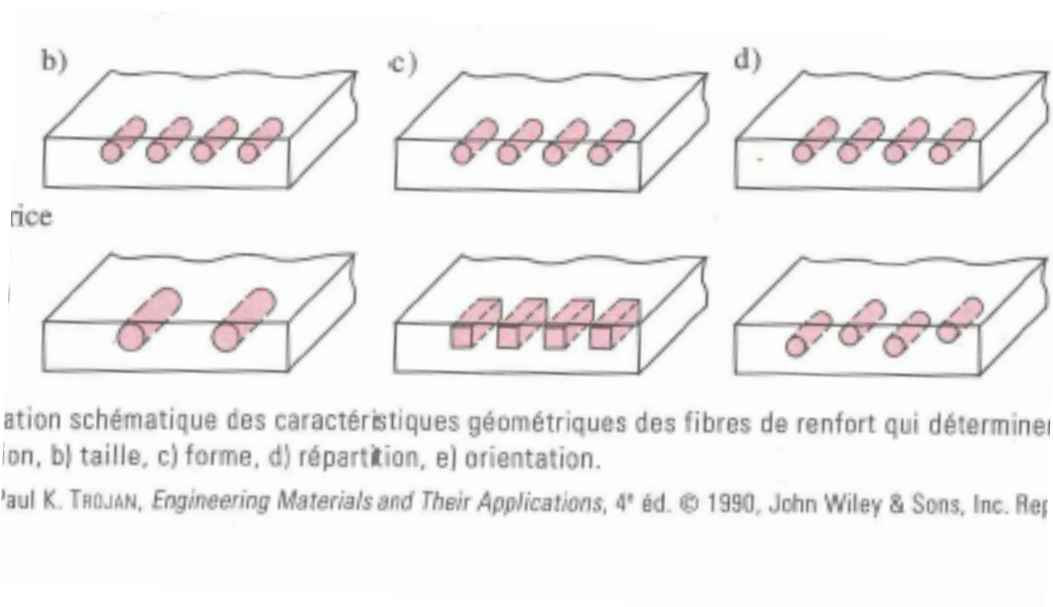 b)
c)
d)
rice
ation schématique des caractéristiques géométriques des fibres de renfort qui détermine
ion, b) taille, c) forme, d) répartition, e) orientation.
Paul K. TROJAN, Engineering Materials and Their Applications, 4e éd. © 1990, John Wiley & Sons, Inc. Rep